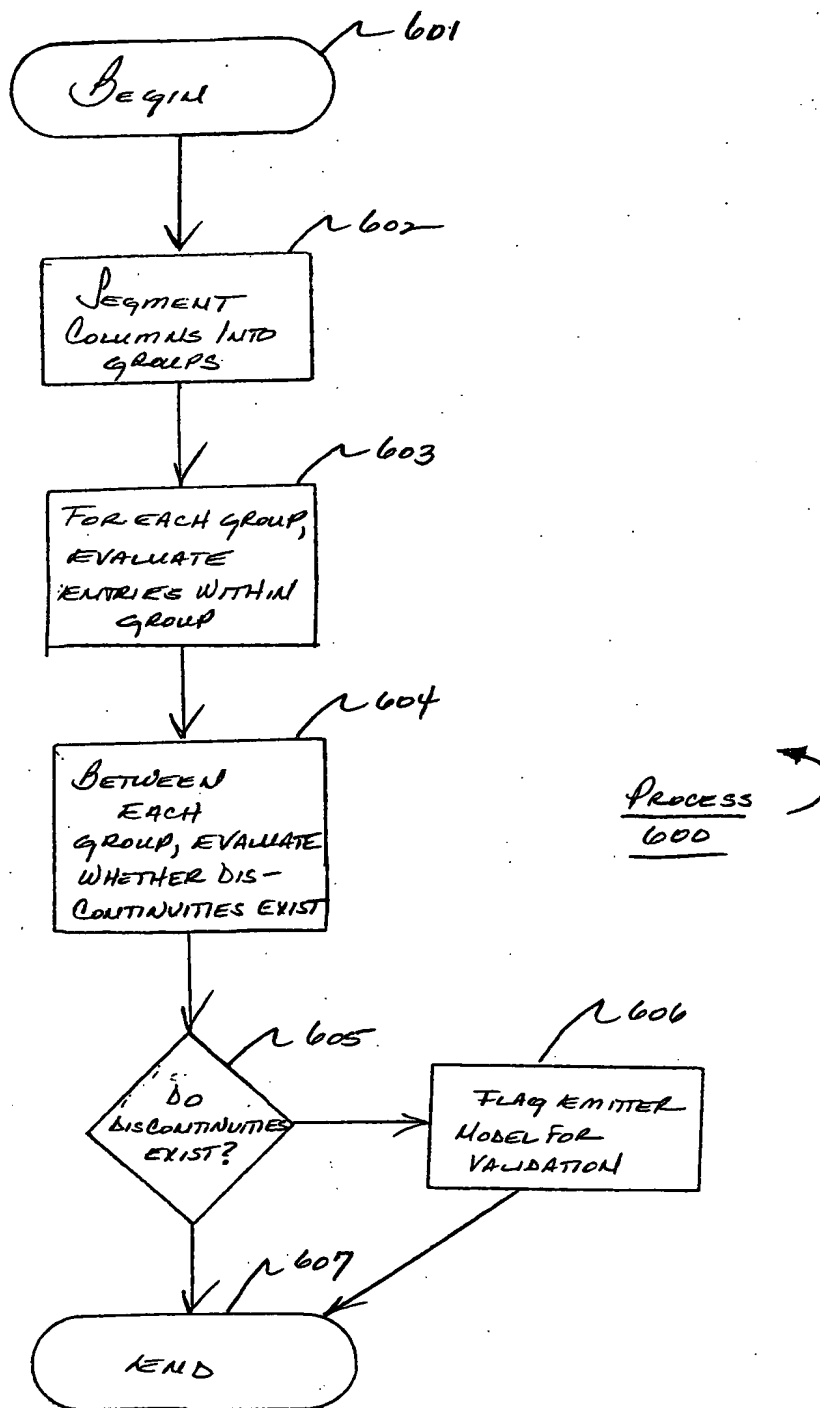 601
BEGIN
602
SEGMENT
COLUMNS INTO
GROUPS
603
FOR EACH GROUP,
EVALUATE
ENTRIES WITHIN
GROUP
604
BETWEEN
EACH
GROUP, EVALUATE
WHETHER DIS-
CONTINUITIES EXIST
PROCESS
600
605
DO
DISCONTINUITIES
EXIST?
606
FLAG EMITTER
MODEL FOR
VALIDATION
607
END